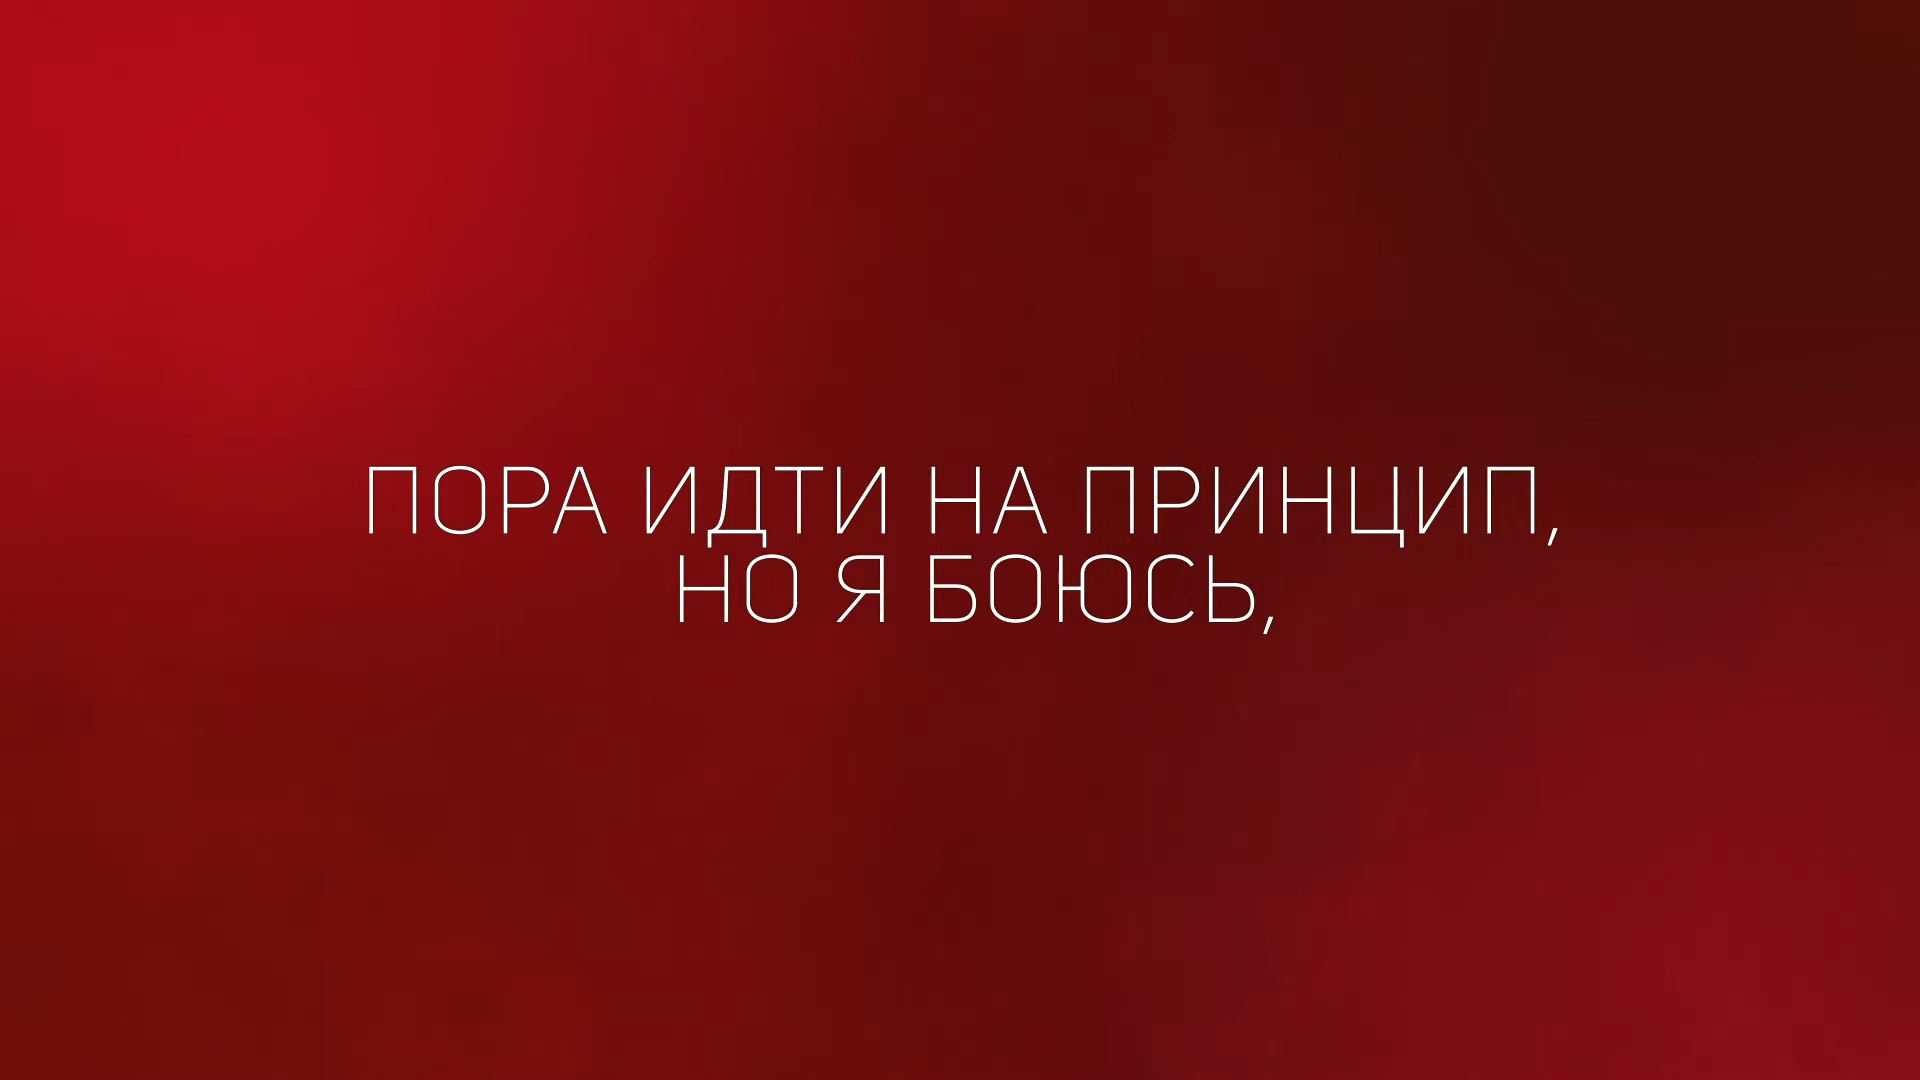 ПОРА ИДТИ НА ПРИНЦИП,
НО Я БОЮСЬ,